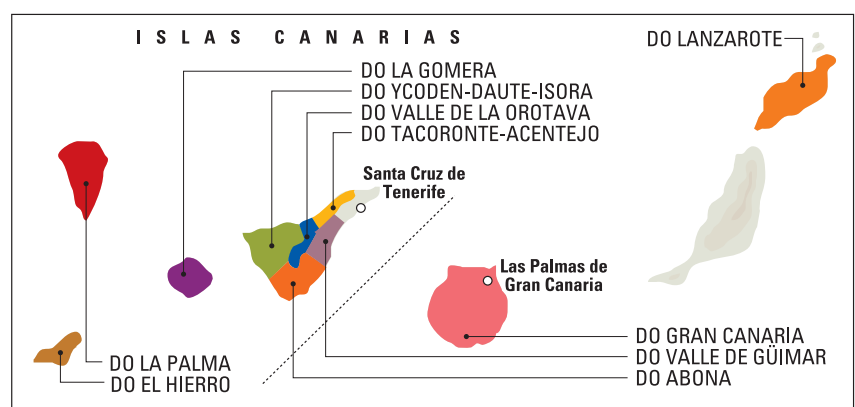 ISLAS CANARIAS
DO LANZAROTE
DO LA GOMERA
DO YCODEN-DAUTE-ISORA
DO VALLE DE LA OROTAVA
DO TACORONTE-ACENTEJO
Santa Cruz de
Tenerife
Las Palmas de
Gran Canaria
DO GRAN CANARIA
DO VALLE DE GÜIMAR
DO ABONA
DO LA PALMA
DO EL HIERRO